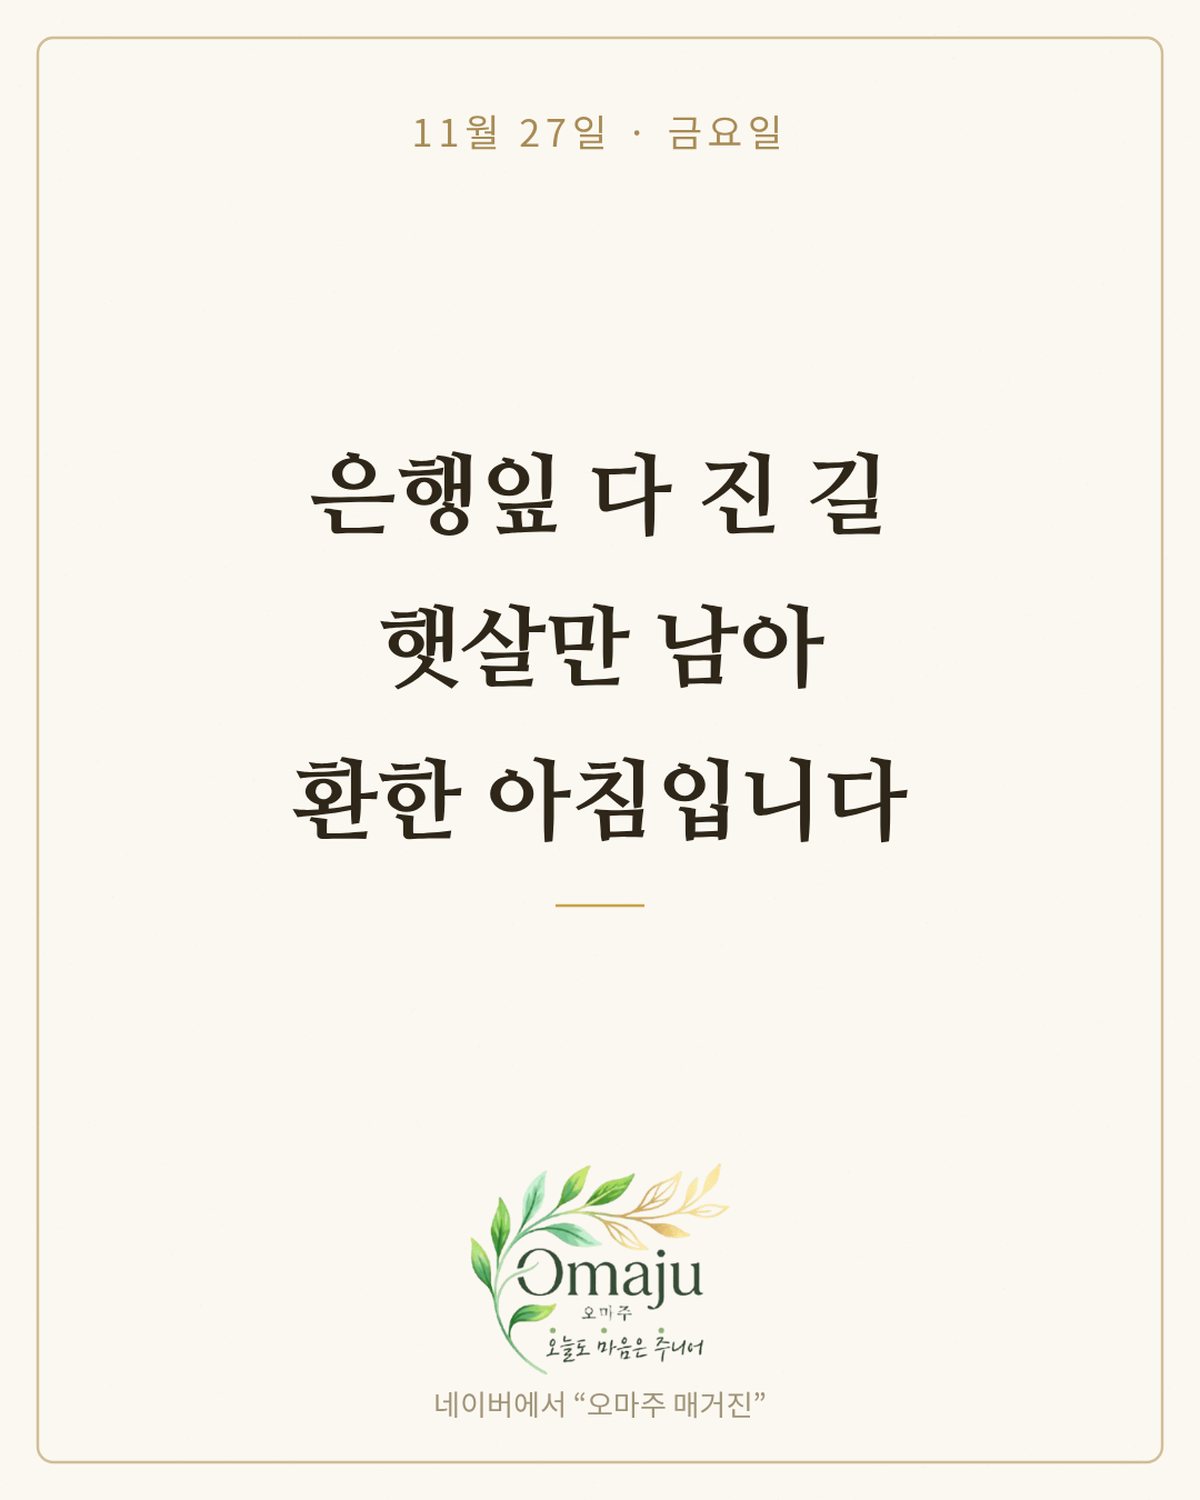 11월 27일 · 금요일
은행잎 다 진 길
햇살만 남아
환한 아침입니다
Omaju
오마주
오늘도 마음은 주니어
네이버에서 “오마주 매거진”